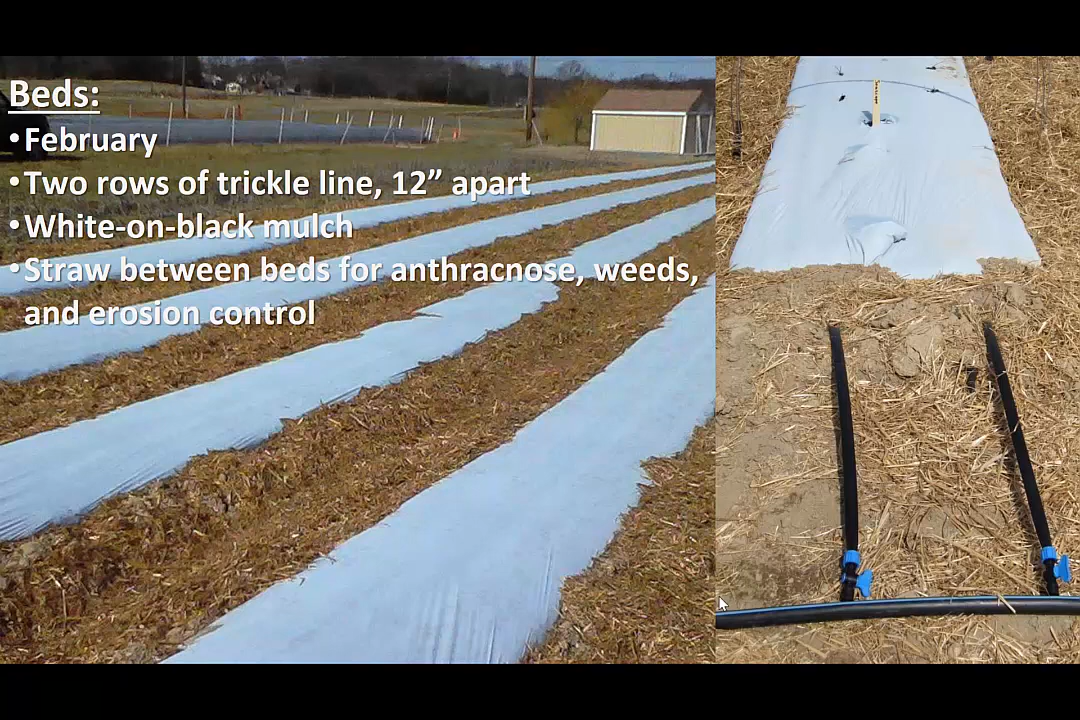 Beds:
•February
•Two rows of trickle line, 12” apart
•White-on-black mulch
•Straw between beds for anthracnose, weeds,
and erosion control